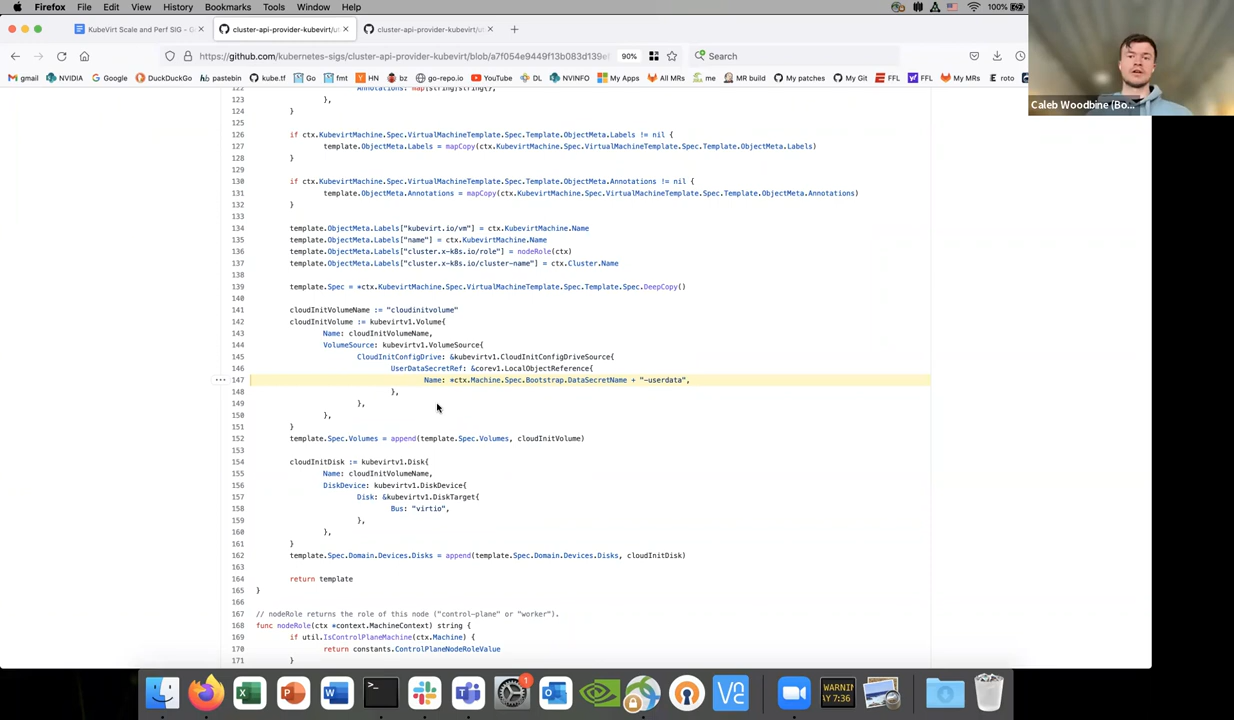 Firefox File Edit View History Bookmarks Tools Window Help 100%
KubeVirt Scale and Perf SIG - G
cluster-api-provider-kubevirt/ut
cluster-api-provider-kubevirt/ut
https://github.com/kubernetes-sigs/cluster-api-provider-kubevirt/blob/a7f054e9449f13b083d139e
90%
Search
gmail NVIDIA Google DuckDuckGo pastebin kube.tf Go fmt HN bz go-repo.io YouTube DL NVINFO My Apps All MRs me MR build My patches My Git FFL FFL My MRs roto
Caleb Woodbine (Bo...
122 Annotations: map[string]string{},
123 },
124 }
125
126 if ctx.KubevirtMachine.Spec.VirtualMachineTemplate.Spec.Template.ObjectMeta.Labels != nil {
127 template.ObjectMeta.Labels = mapCopy(ctx.KubevirtMachine.Spec.VirtualMachineTemplate.Spec.Template.ObjectMeta.Labels)
128 }
129
130 if ctx.KubevirtMachine.Spec.VirtualMachineTemplate.Spec.Template.ObjectMeta.Annotations != nil {
131 template.ObjectMeta.Annotations = mapCopy(ctx.KubevirtMachine.Spec.VirtualMachineTemplate.Spec.Template.ObjectMeta.Annotations)
132 }
133
134 template.ObjectMeta.Labels["kubevirt.io/vm"] = ctx.KubevirtMachine.Name
135 template.ObjectMeta.Labels["name"] = ctx.KubevirtMachine.Name
136 template.ObjectMeta.Labels["cluster.x-k8s.io/role"] = nodeRole(ctx)
137 template.ObjectMeta.Labels["cluster.x-k8s.io/cluster-name"] = ctx.Cluster.Name
138
139 template.Spec = *ctx.KubevirtMachine.Spec.VirtualMachineTemplate.Spec.Template.Spec.DeepCopy()
140
141 cloudInitVolumeName := "cloudinitvolume"
142 cloudInitVolume := kubevirtv1.Volume{
143 Name: cloudInitVolumeName,
144 VolumeSource: kubevirtv1.VolumeSource{
145 CloudInitConfigDrive: &kubevirtv1.CloudInitConfigDriveSource{
146 UserDataSecretRef: &corev1.LocalObjectReference{
147 Name: *ctx.Machine.Spec.Bootstrap.DataSecretName + "-userdata",
148 },
149 },
150 },
151 }
152 template.Spec.Volumes = append(template.Spec.Volumes, cloudInitVolume)
153
154 cloudInitDisk := kubevirtv1.Disk{
155 Name: cloudInitVolumeName,
156 DiskDevice: kubevirtv1.DiskDevice{
157 Disk: &kubevirtv1.DiskTarget{
158 Bus: "virtio",
159 },
160 },
161 }
162 template.Spec.Domain.Devices.Disks = append(template.Spec.Domain.Devices.Disks, cloudInitDisk)
163
164 return template
165 }
166
167 // nodeRole returns the role of this node ("control-plane" or "worker").
168 func nodeRole(ctx *context.MachineContext) string {
169 if util.IsControlPlaneMachine(ctx.Machine) {
170 return constants.ControlPlaneNodeRoleValue
171 }
1
WARNIN
AY 7:36